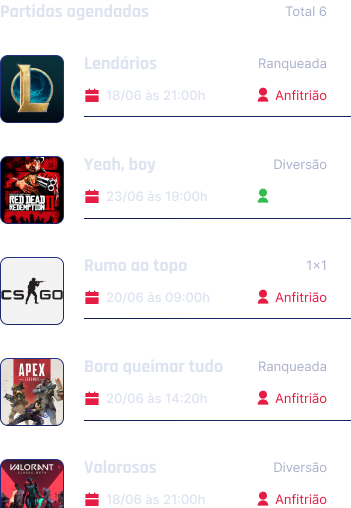 Partidas agendadas Total 6
Lendários Ranqueada
18/06 às 21:00h Anfitrião
Yeah, boy Diversão
RED DEAD
REDEMPTION II
23/06 às 19:00h
Rumo ao topo 1x1
CS GO
20/06 às 09:00h Anfitrião
APEX
LEGENDS
Bora queimar tudo Ranqueada
20/06 às 14:20h Anfitrião
VALORANT
Valorosos Diversão
18/06 às 21:00h Anfitrião